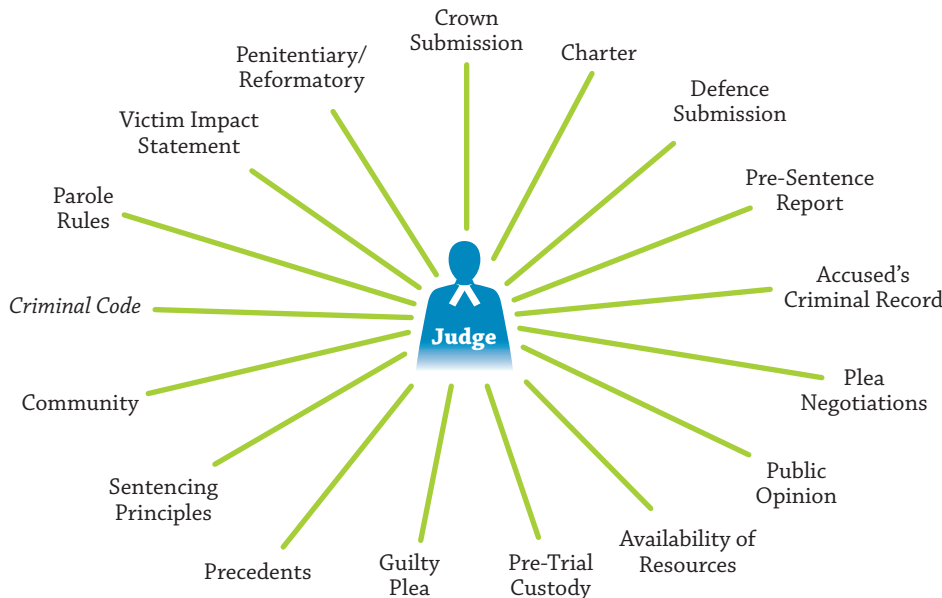 Crown
Submission
Charter
Defence
Submission
Pre-Sentence
Report
Accused's
Criminal Record
Plea
Negotiations
Public
Opinion
Availability of
Resources
Pre-Trial
Custody
Guilty
Plea
Precedents
Sentencing
Principles
Community
Criminal Code
Parole
Rules
Victim Impact
Statement
Penitentiary/
Reformatory
Judge